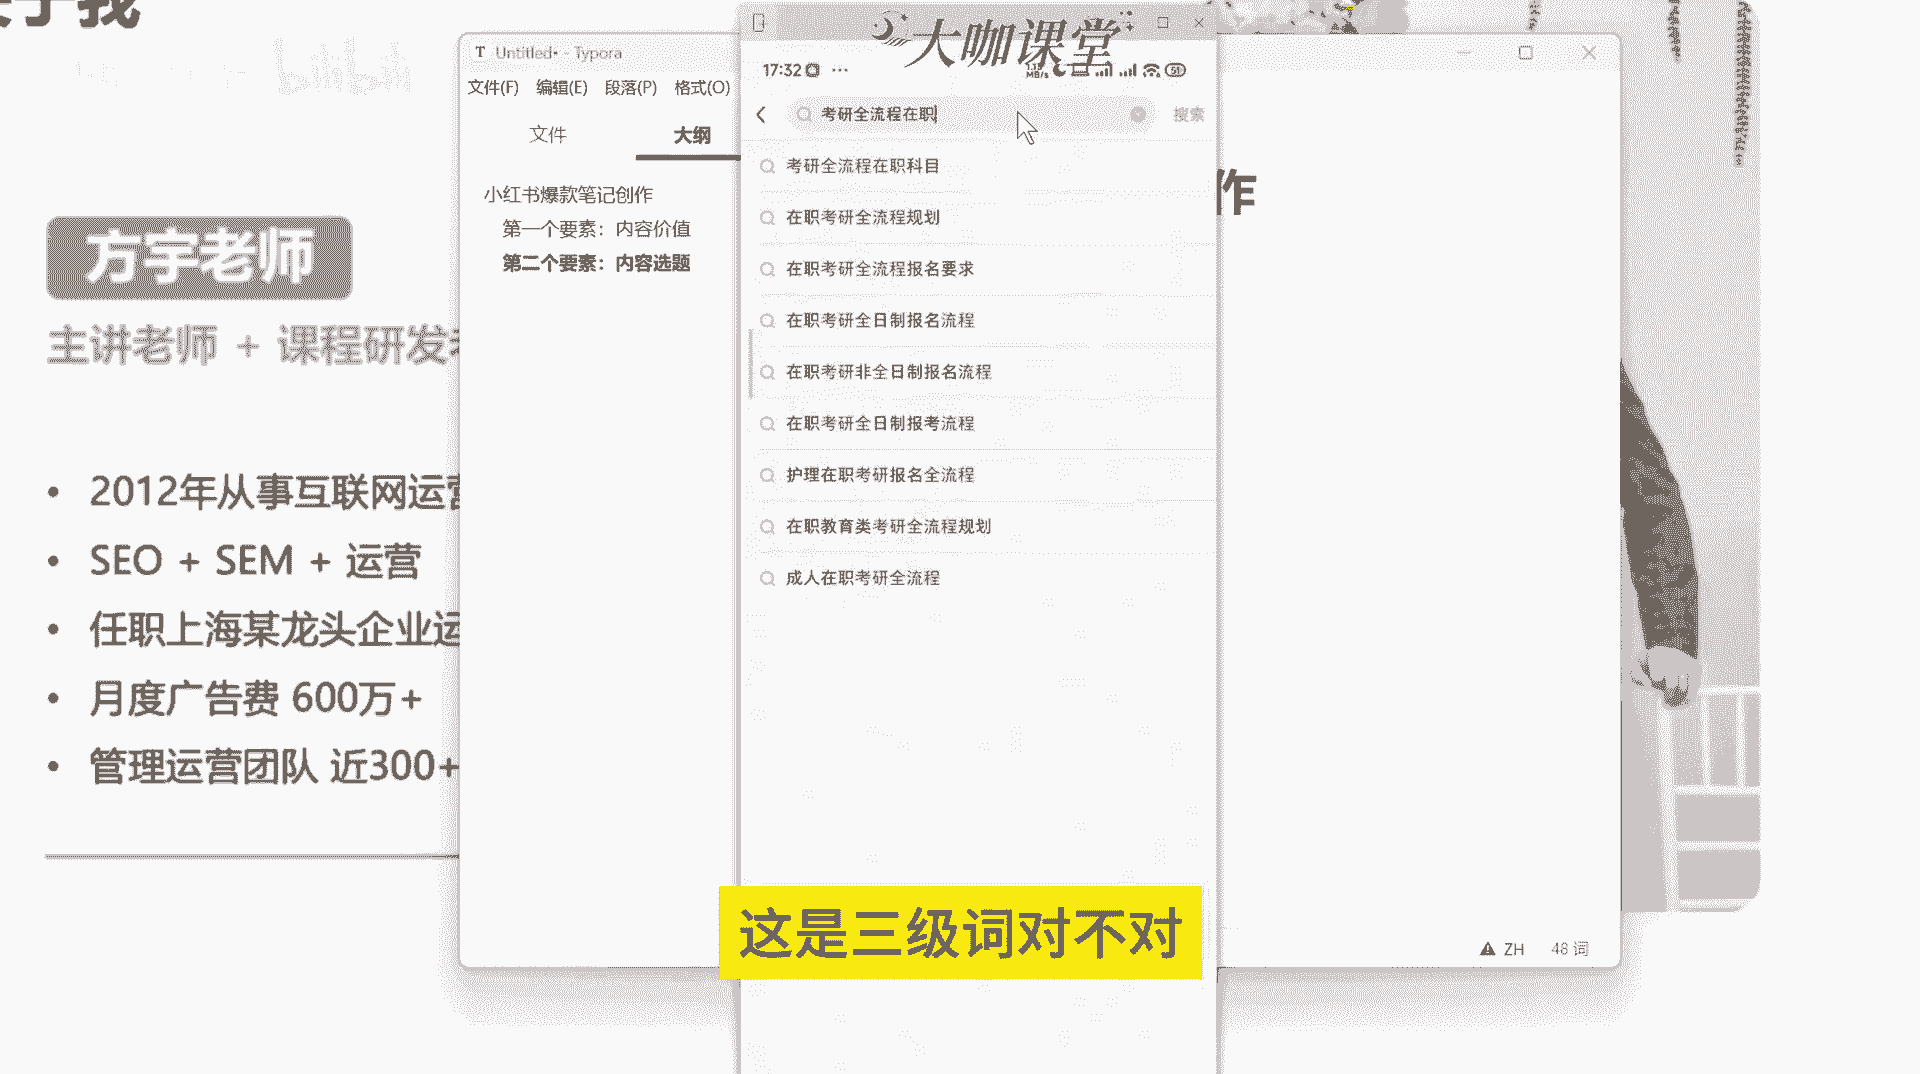 于我
bilibili
方宇老师
主讲老师 + 课程研发
• 2012年从事互联网运营
• SEO + SEM + 运营
• 任职上海某龙头企业运
• 月度广告费 600万+
• 管理运营团队 近300+
T Untitled• - Typora
文件(F) 编辑(E) 段落(P) 格式(O)
文件 大纲
小红书爆款笔记创作
第一个要素：内容价值
第二个要素：内容选题
大咖课堂
17:32 ··· MB/s 51
考研全流程在职 搜索
考研全流程在职科目
在职考研全流程规划
在职考研全流程报名要求
在职考研全日制报名流程
在职考研非全日制报名流程
在职考研全日制报考流程
护理在职考研报名全流程
在职教育类考研全流程规划
成人在职考研全流程
作
这是三级词对不对
ZH 48 词